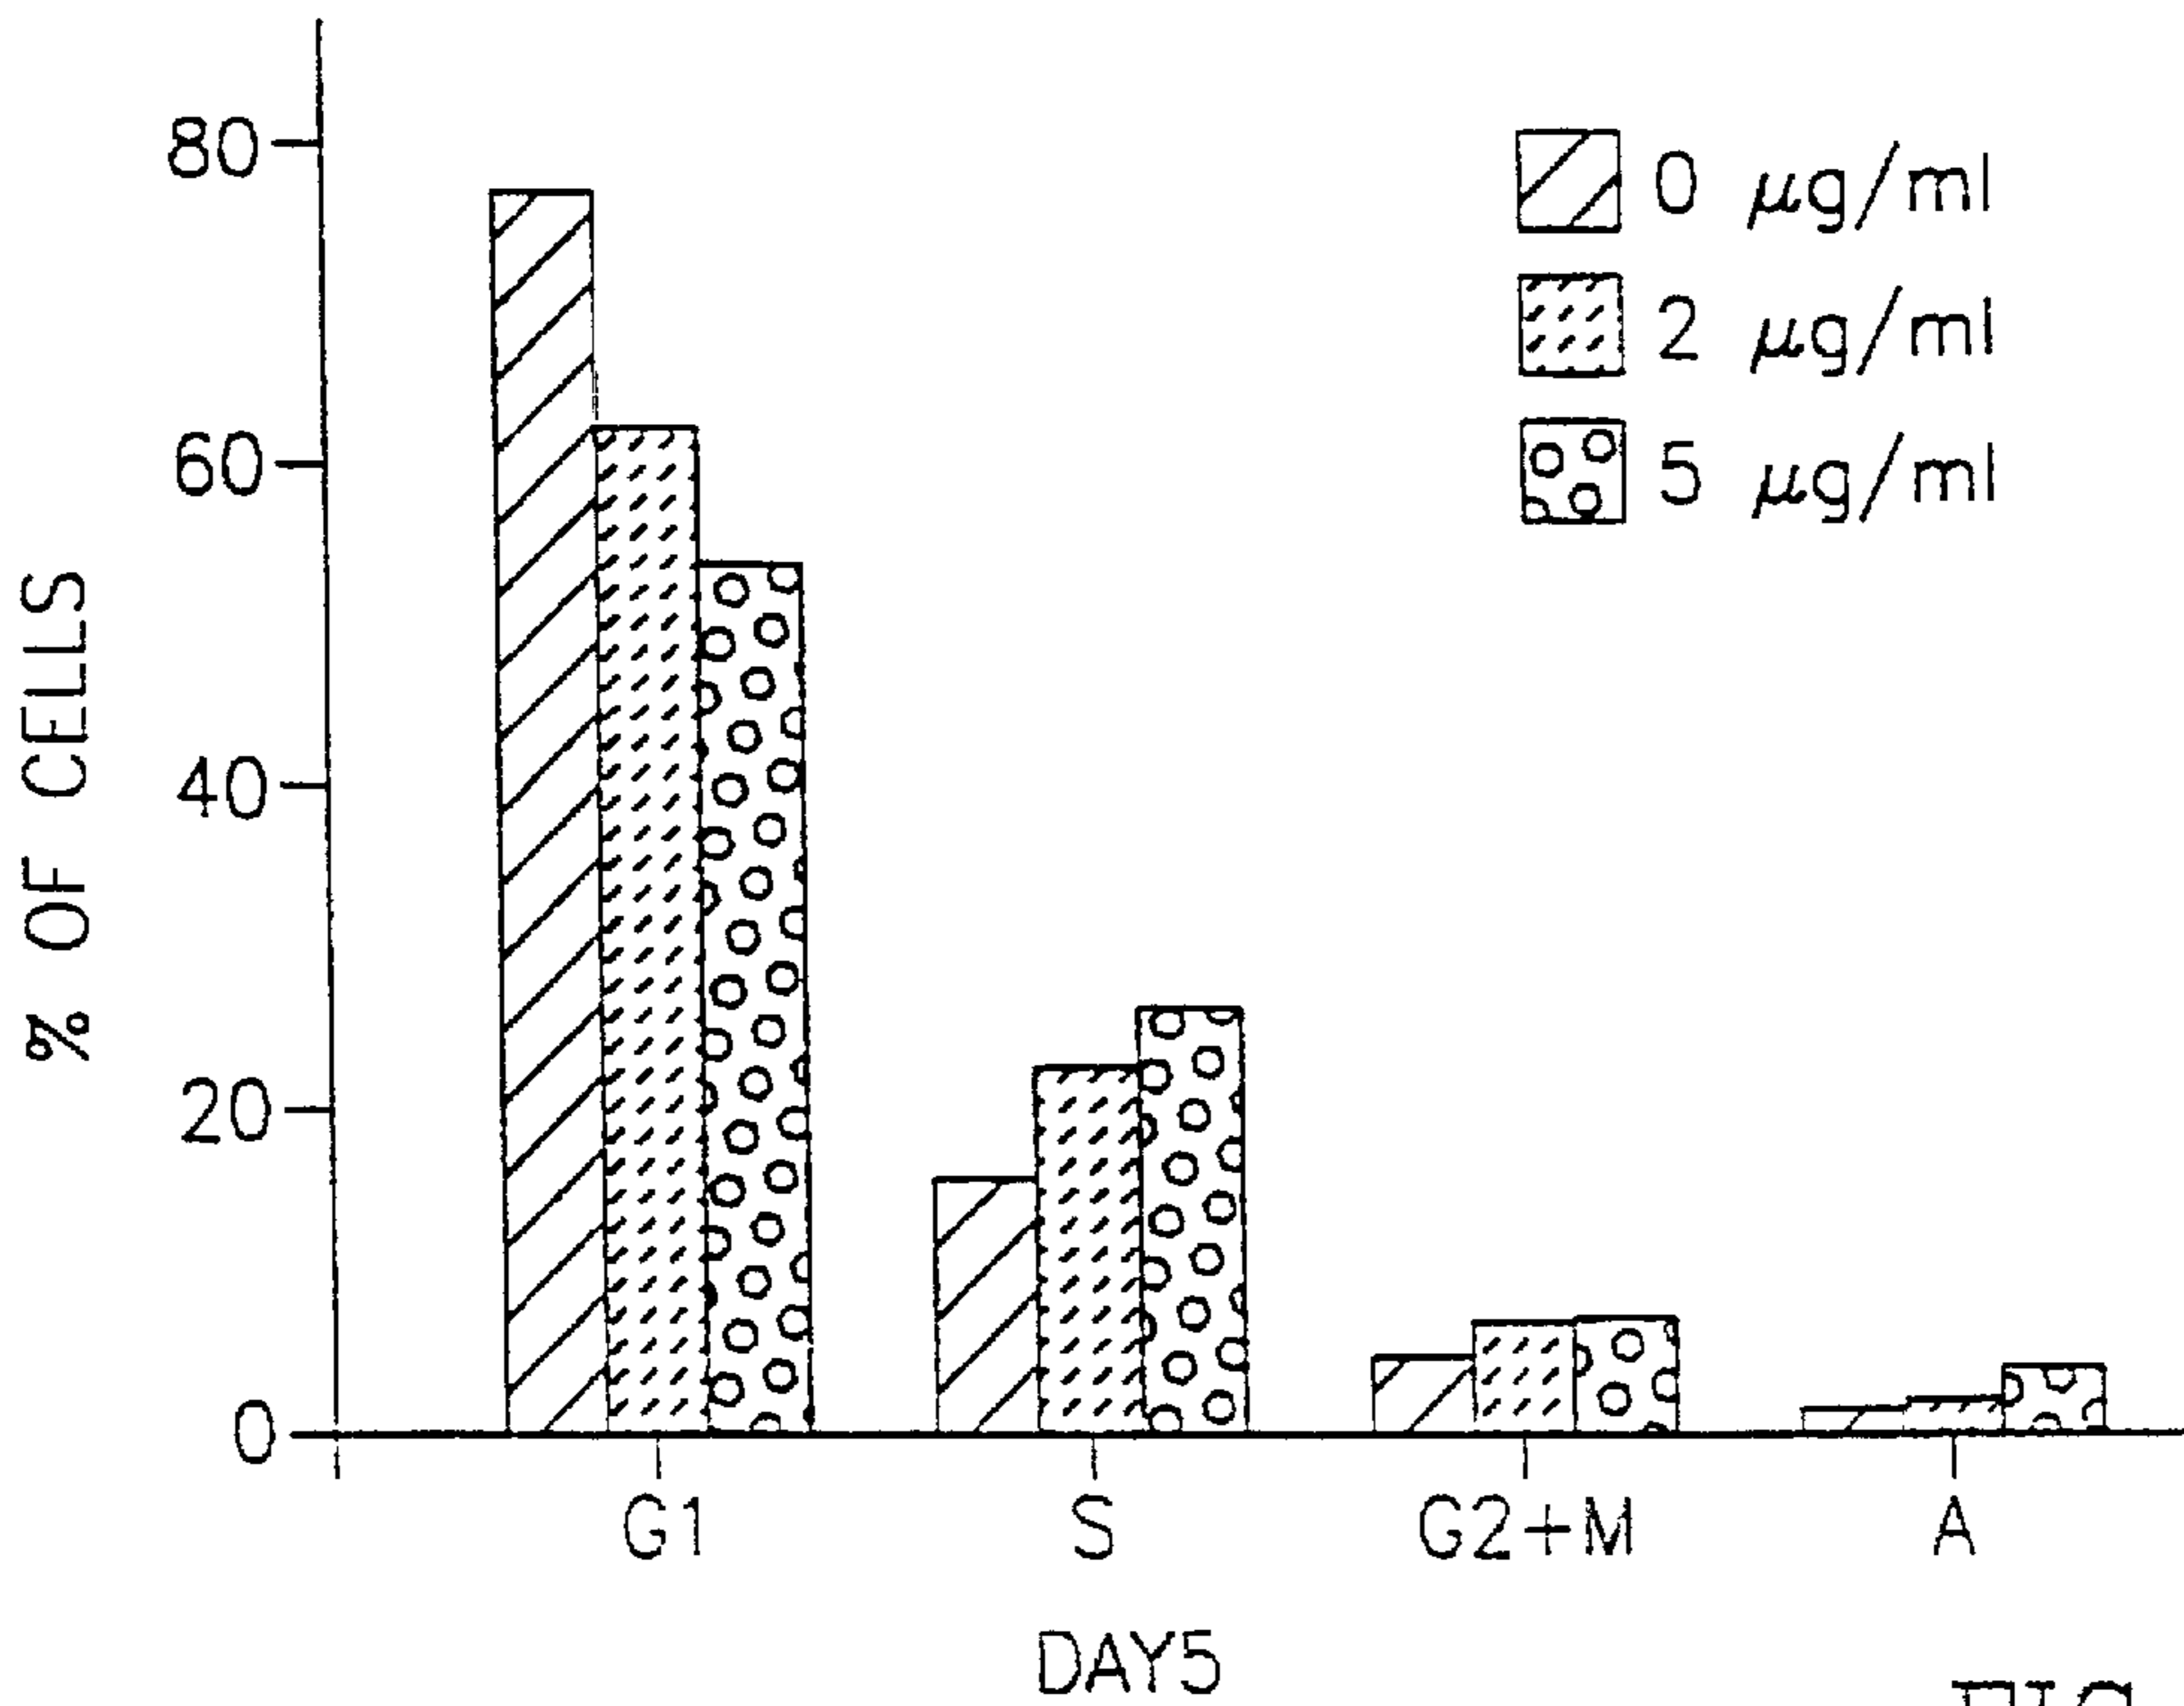 80
60
40
20
0
% OF CELLS
0 μg/ml
2 μg/ml
5 μg/ml
G1
S
G2+M
A
DAY5